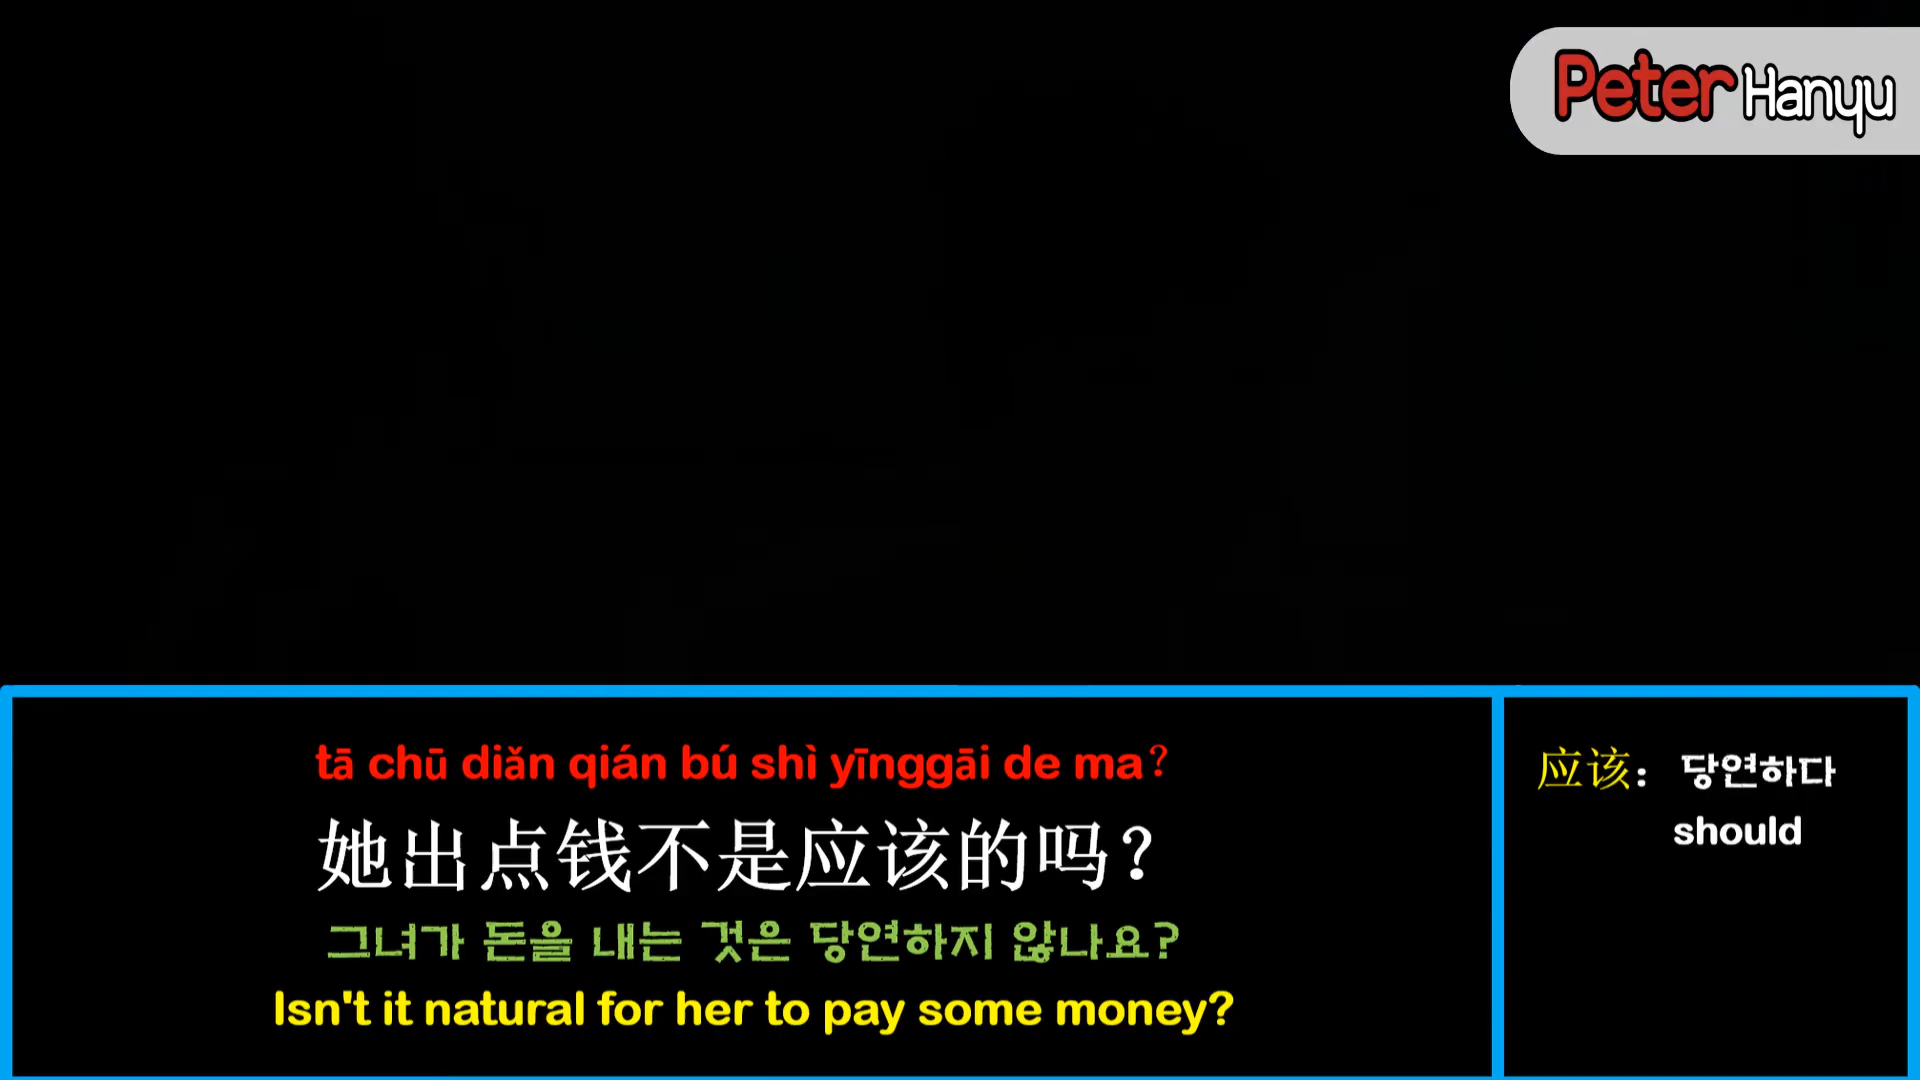 Peter Hanyu
tā chū diǎn qián bú shì yīnggāi de ma？
她出点钱不是应该的吗？
그녀가 돈을 내는 것은 당연하지 않나요?
Isn't it natural for her to pay some money?
应该： 당연하다
should